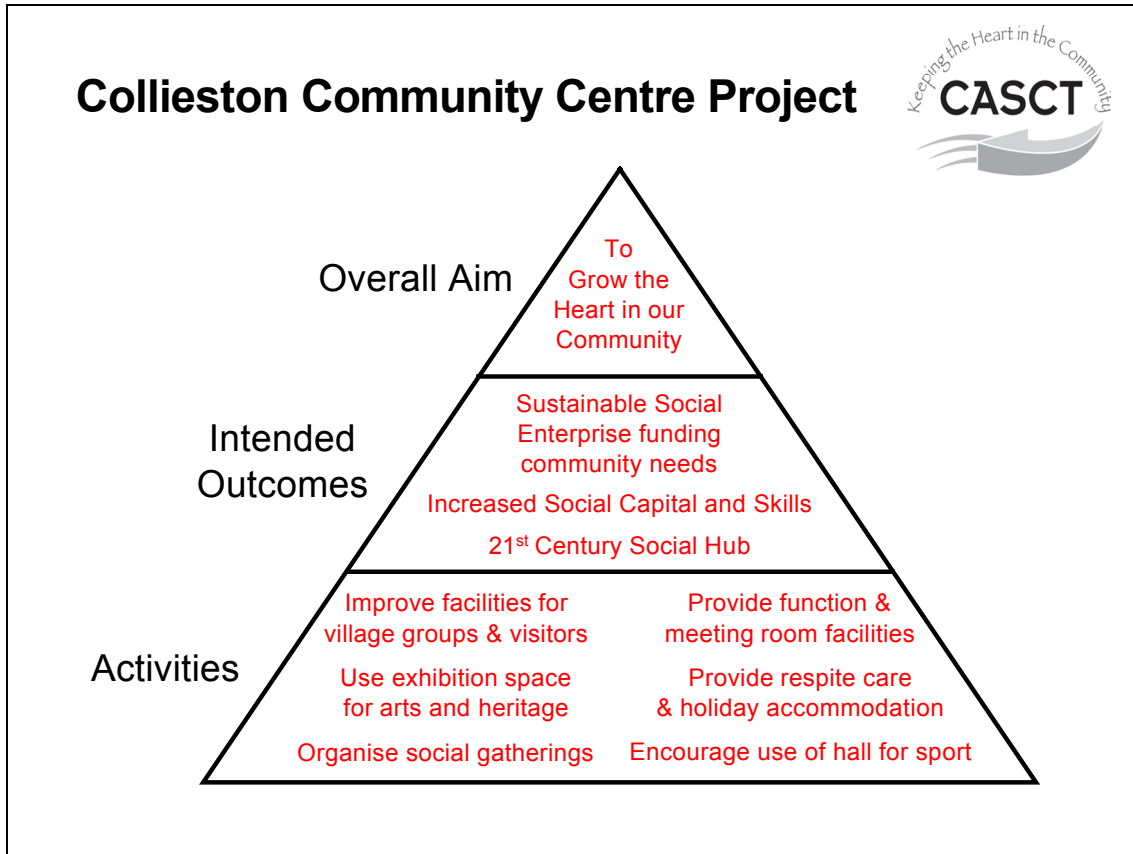 Collieston Community Centre Project
Keeping the Heart in the Community
CASCT
Overall Aim
To
Grow the
Heart in our
Community
Intended
Outcomes
Sustainable Social
Enterprise funding
community needs
Increased Social Capital and Skills
21st Century Social Hub
Activities
Improve facilities for
village groups & visitors
Use exhibition space
for arts and heritage
Organise social gatherings
Provide function &
meeting room facilities
Provide respite care
& holiday accommodation
Encourage use of hall for sport